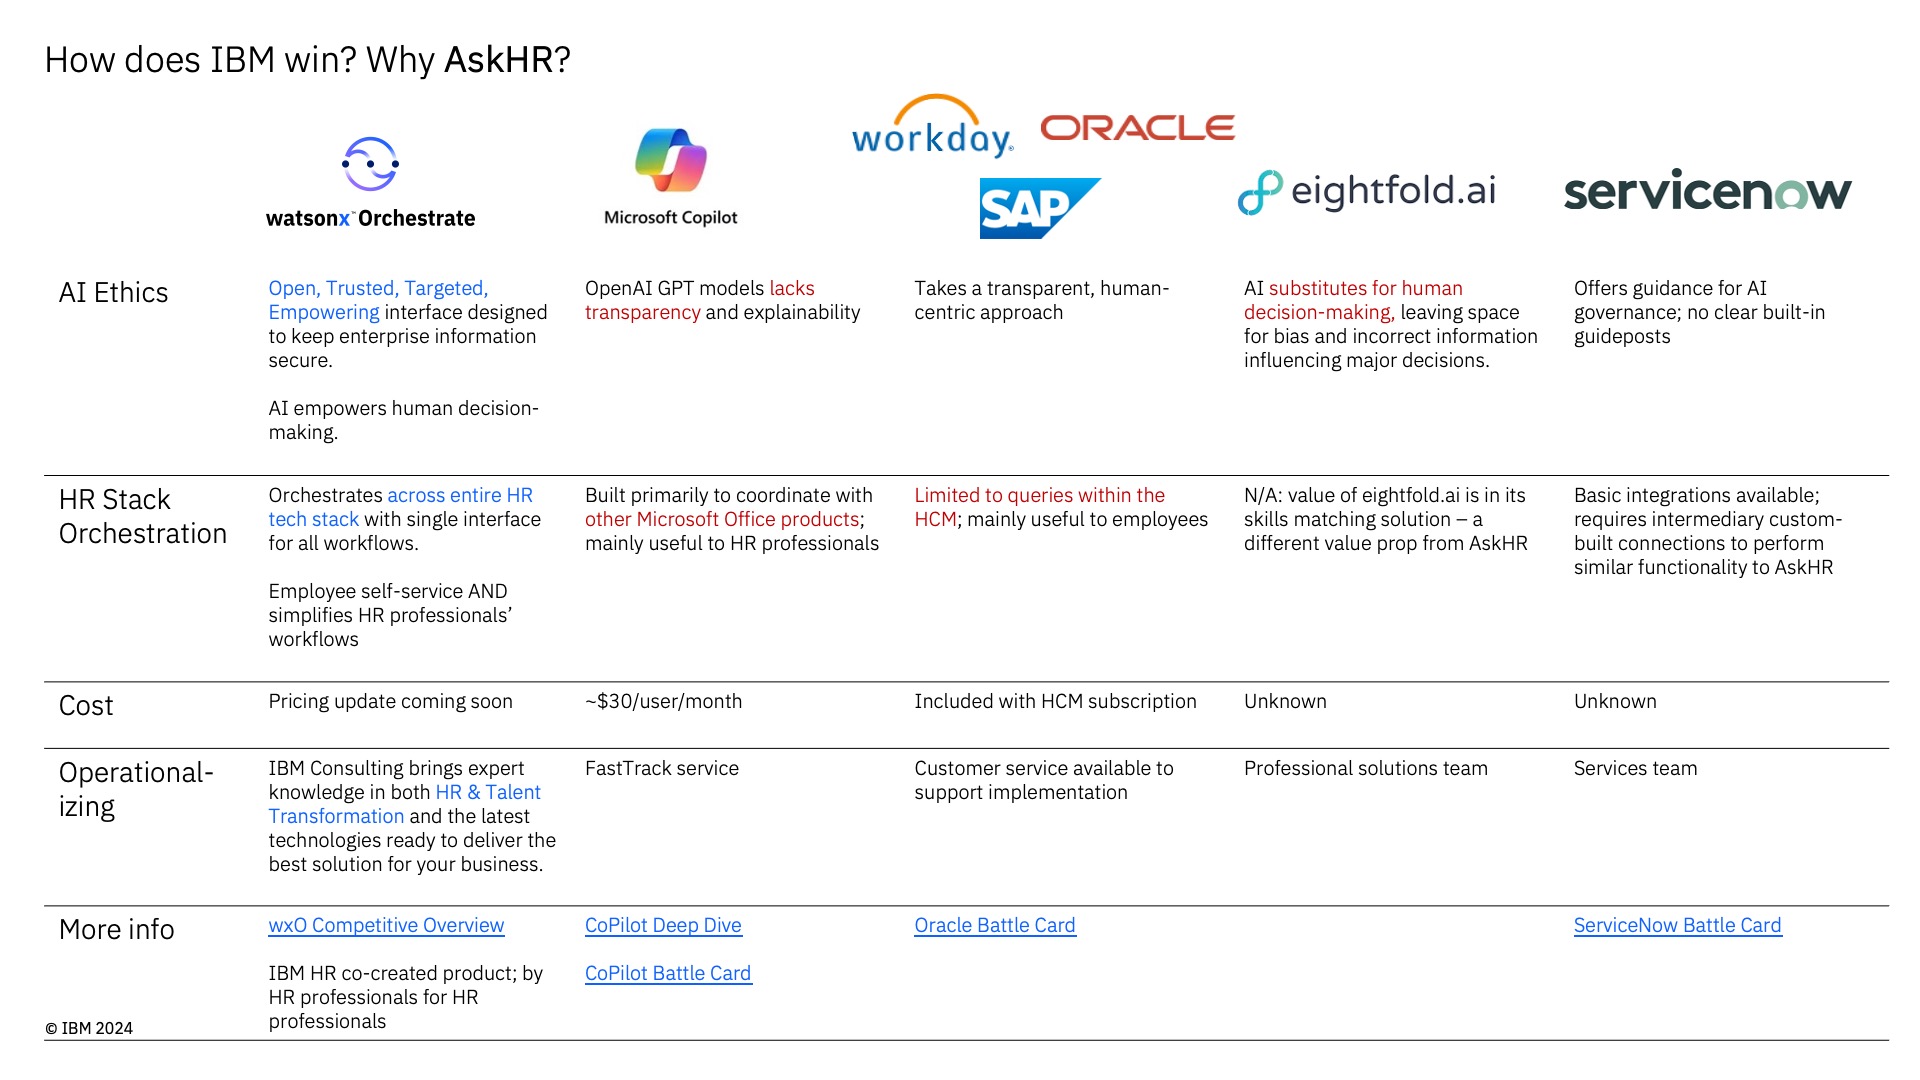 How does IBM win? Why AskHR?
watsonx™ Orchestrate
Microsoft Copilot
workday®
ORACLE
SAP
eightfold.ai
servicenow
AI Ethics
Open, Trusted, Targeted,
Empowering interface designed
to keep enterprise information
secure.
AI empowers human decision-
making.
OpenAI GPT models lacks
transparency and explainability
Takes a transparent, human-
centric approach
AI substitutes for human
decision-making, leaving space
for bias and incorrect information
influencing major decisions.
Offers guidance for AI
governance; no clear built-in
guideposts
HR Stack
Orchestration
Orchestrates across entire HR
tech stack with single interface
for all workflows.
Employee self-service AND
simplifies HR professionals’
workflows
Built primarily to coordinate with
other Microsoft Office products;
mainly useful to HR professionals
Limited to queries within the
HCM; mainly useful to employees
N/A: value of eightfold.ai is in its
skills matching solution – a
different value prop from AskHR
Basic integrations available;
requires intermediary custom-
built connections to perform
similar functionality to AskHR
Cost
Pricing update coming soon
~$30/user/month
Included with HCM subscription
Unknown
Unknown
Operational-
izing
IBM Consulting brings expert
knowledge in both HR & Talent
Transformation and the latest
technologies ready to deliver the
best solution for your business.
FastTrack service
Customer service available to
support implementation
Professional solutions team
Services team
More info
wxO Competitive Overview
IBM HR co-created product; by
HR professionals for HR
professionals
CoPilot Deep Dive
CoPilot Battle Card
Oracle Battle Card
ServiceNow Battle Card
© IBM 2024